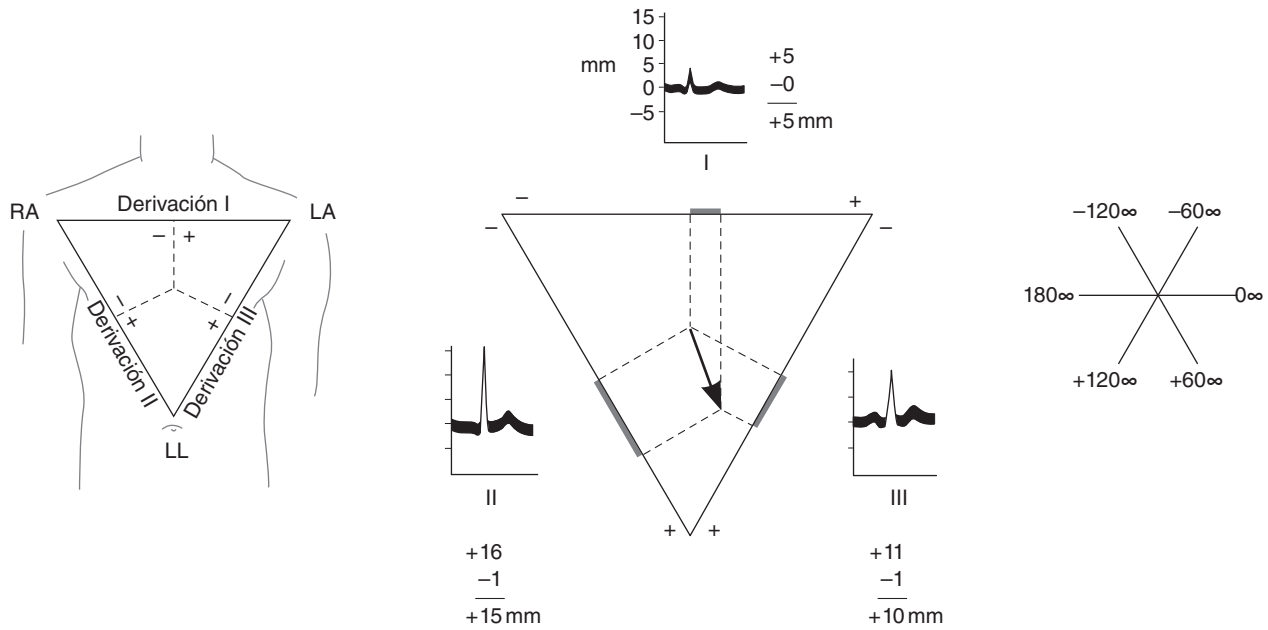 15
10
5
0
–5
mm
+5
–0
+5 mm
I
RA
Derivación I
LA
– +
–
+
–
+
Derivación II
Derivación III
LL
–
+
–
–
II
III
+ +
+16
–1
+15 mm
+11
–1
+10 mm
–120∞
–60∞
180∞
0∞
+120∞
+60∞